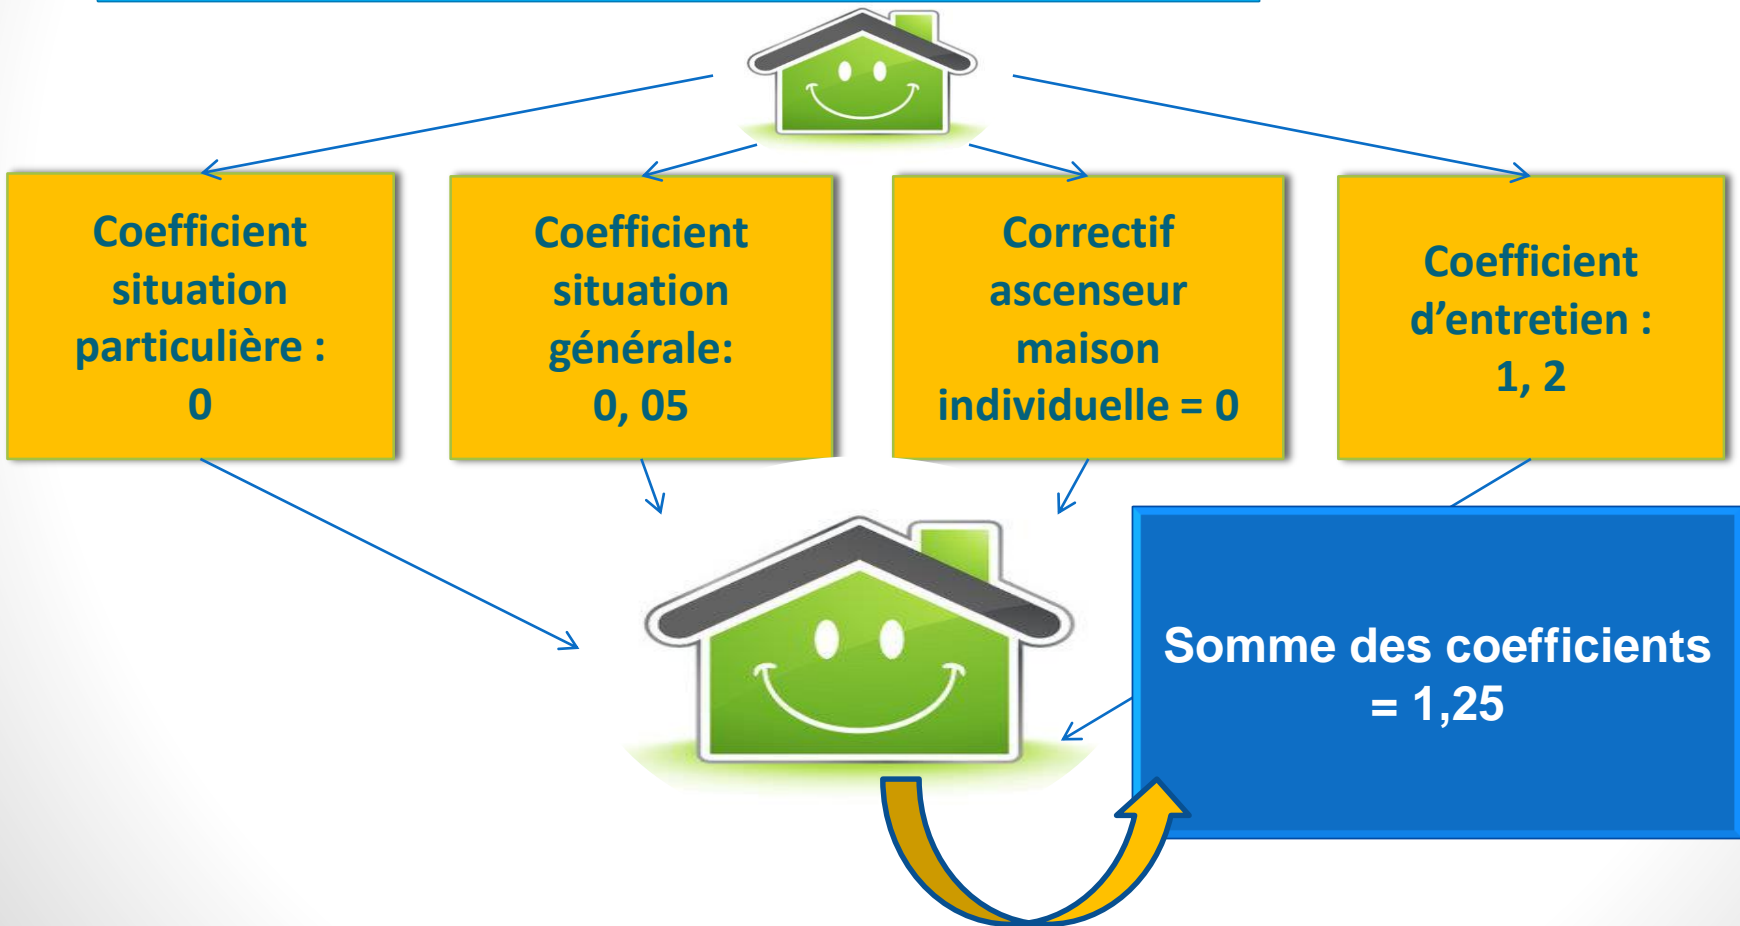 Coefficient
situation
particulière :
0
Coefficient
situation
générale:
0, 05
Correctif
ascenseur
maison
individuelle = 0
Coefficient
d’entretien :
1, 2
Somme des coefficients
= 1,25